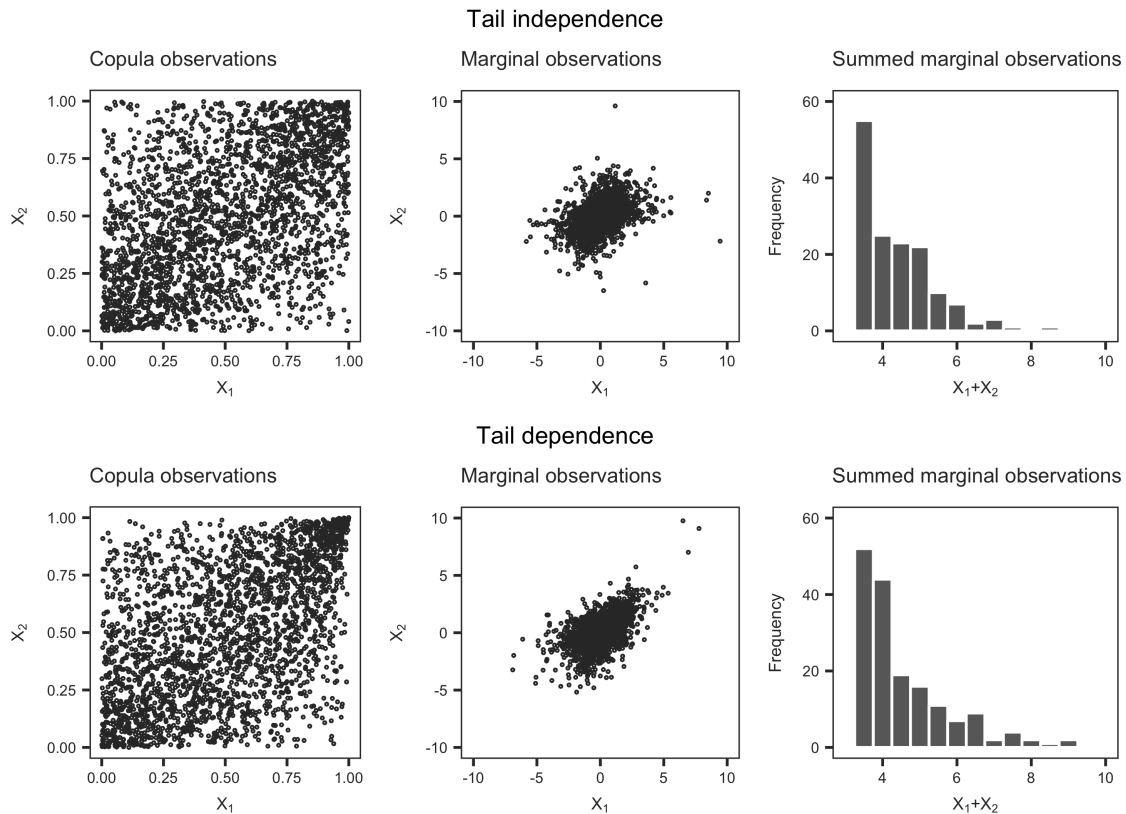 Tail independence
Copula observations
Marginal observations
Summed marginal observations
1.00
0.75
0.50
0.25
0.00
X₂
0.00 0.25 0.50 0.75 1.00
X₁
10
5
0
-5
-10
X₂
-10 -5 0 5 10
X₁
60
40
20
0
Frequency
4 6 8 10
X₁+X₂
Tail dependence
Copula observations
Marginal observations
Summed marginal observations
1.00
0.75
0.50
0.25
0.00
X₂
0.00 0.25 0.50 0.75 1.00
X₁
10
5
0
-5
-10
X₂
-10 -5 0 5 10
X₁
60
40
20
0
Frequency
4 6 8 10
X₁+X₂